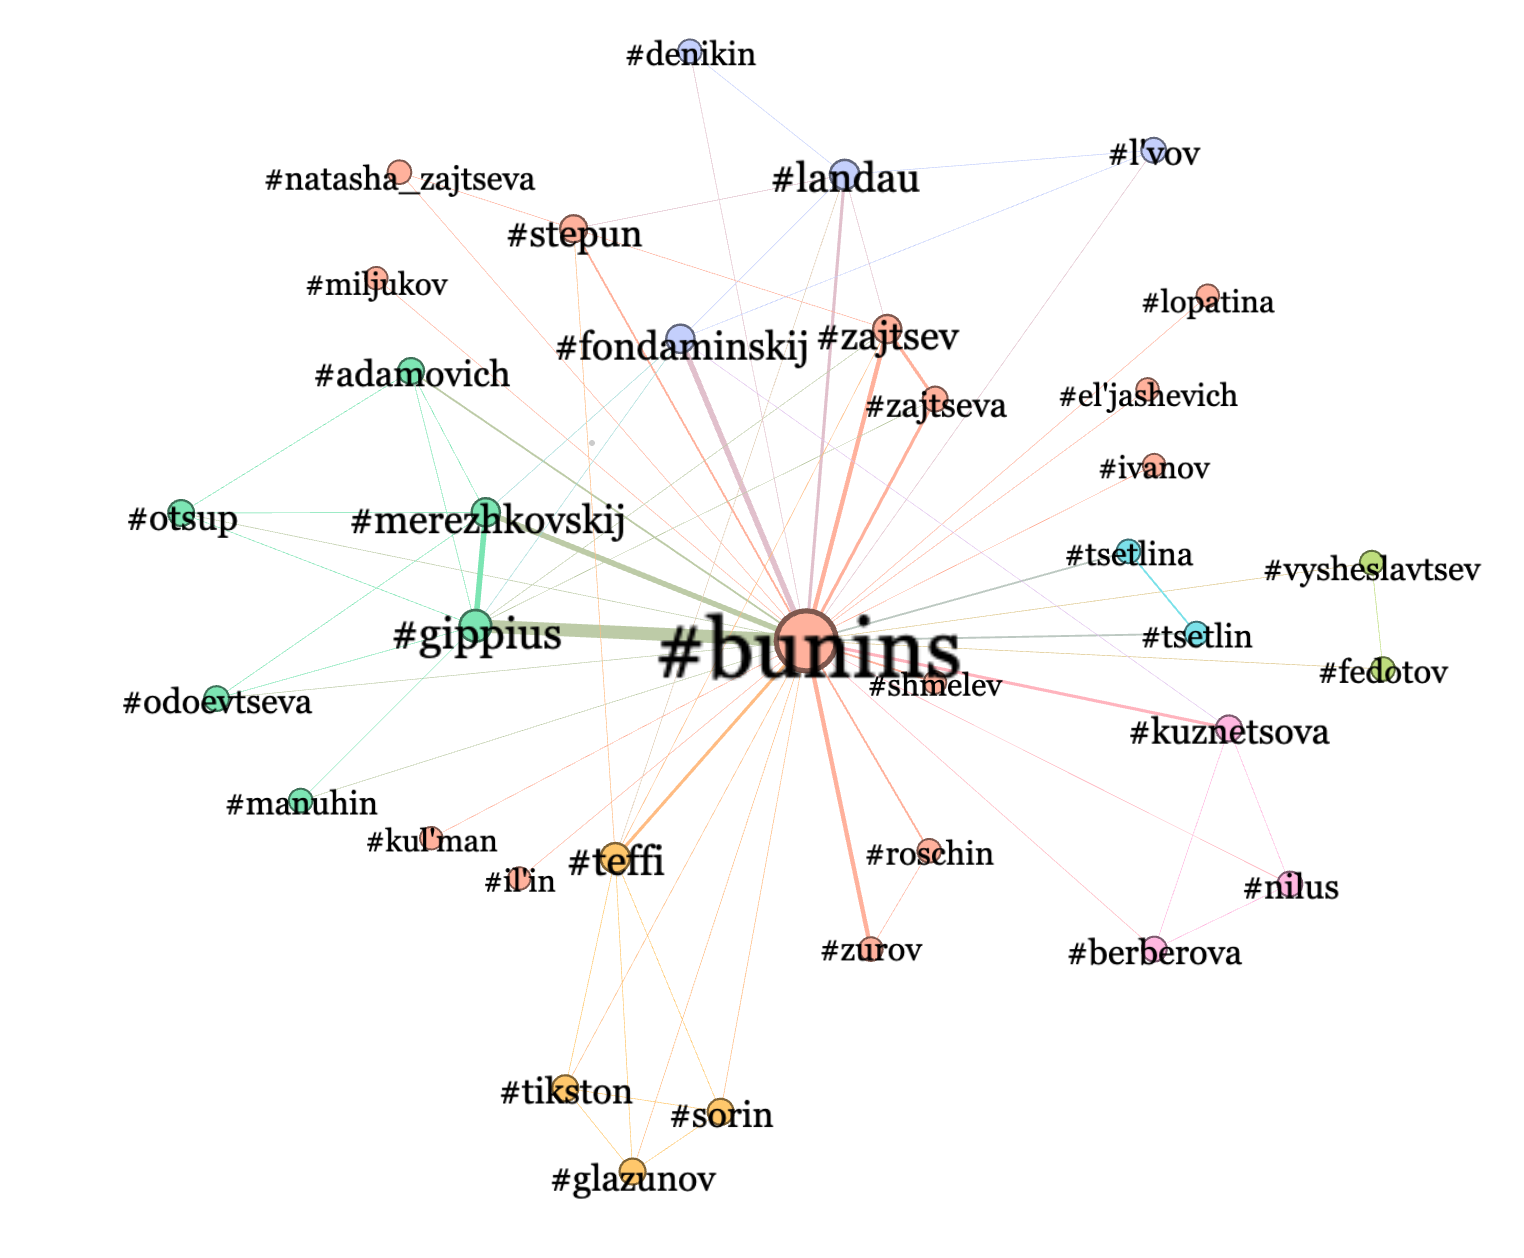 #denikin
#l'vov
#landau
#natasha_zajtseva
#stepun
#miljukov
#lopatina
#zajtsev
#fondaminskij
#adamovich
#el'jashevich
#zajtseva
#ivanov
#otsup
#merezhkovskij
#tsetlina
#vysheslavtsev
#gippius
#bunins
#tsetlin
#fedotov
#shmelev
#odoevtseva
#kuznetsova
#manuhin
#kul'man
#teffi
#roschin
#il'in
#nilus
#zurov
#berberova
#tikston
#sorin
#glazunov